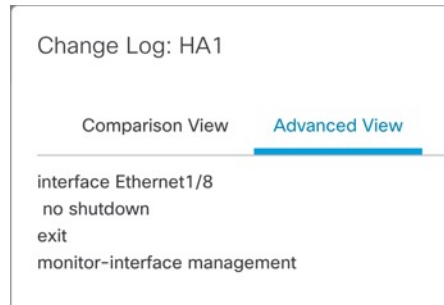 Change Log: HA1
Comparison View Advanced View
interface Ethernet1/8
no shutdown
exit
monitor-interface management